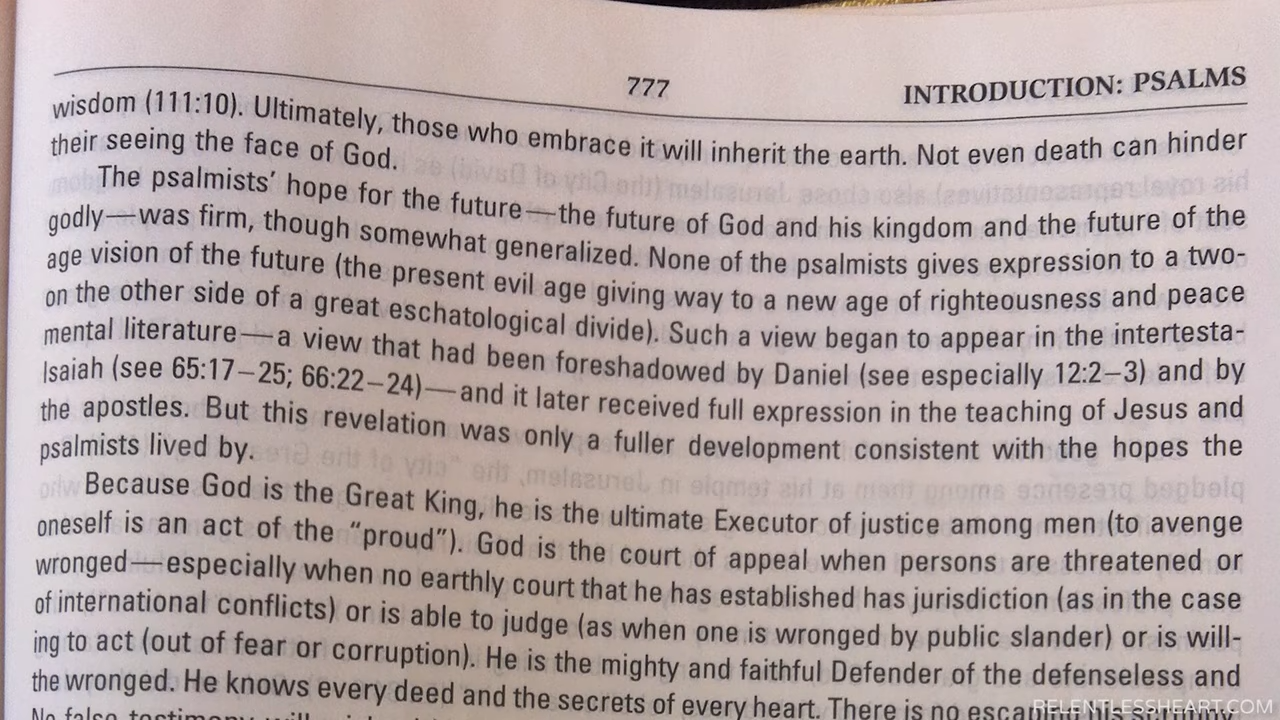 777
INTRODUCTION: PSALMS
wisdom (111:10). Ultimately, those who embrace it will inherit the earth. Not even death can hinder
their seeing the face of God.
The psalmists’ hope for the future—the future of God and his kingdom and the future of the
godly—was firm, though somewhat generalized. None of the psalmists gives expression to a two-
age vision of the future (the present evil age giving way to a new age of righteousness and peace
on the other side of a great eschatological divide). Such a view began to appear in the intertesta-
mental literature—a view that had been foreshadowed by Daniel (see especially 12:2–3) and by
Isaiah (see 65:17–25; 66:22–24)—and it later received full expression in the teaching of Jesus and
the apostles. But this revelation was only a fuller development consistent with the hopes the
psalmists lived by.
Because God is the Great King, he is the ultimate Executor of justice among men (to avenge
oneself is an act of the “proud”). God is the court of appeal when persons are threatened or
wronged—especially when no earthly court that he has established has jurisdiction (as in the case
of international conflicts) or is able to judge (as when one is wronged by public slander) or is will-
ing to act (out of fear or corruption). He is the mighty and faithful Defender of the defenseless and
the wronged. He knows every deed and the secrets of every heart. There is no escaping his
No false testimony will
RELENTLESSHEART.COM